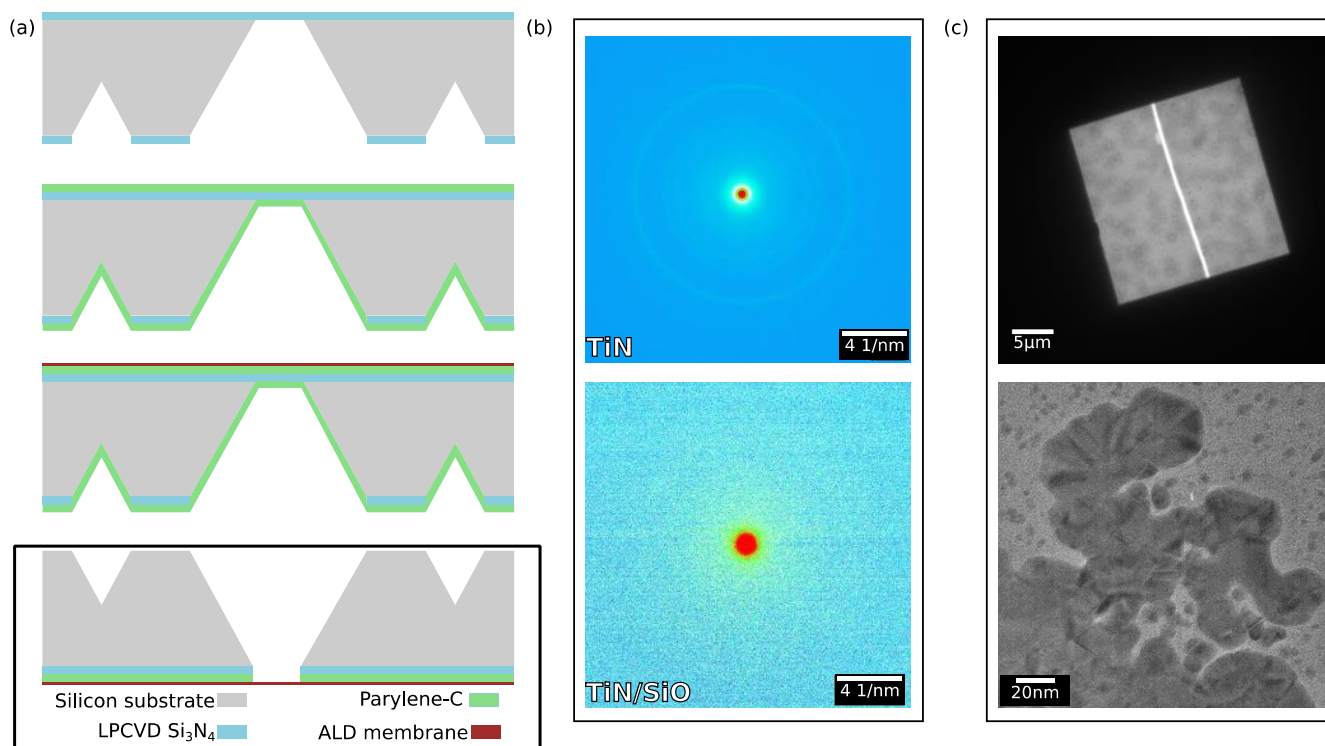 (a)
(b)
(c)
TiN
4 1/nm
5μm
TiN/SiO
4 1/nm
20nm
Silicon substrate
Parylene-C
LPCVD Si₃N₄
ALD membrane